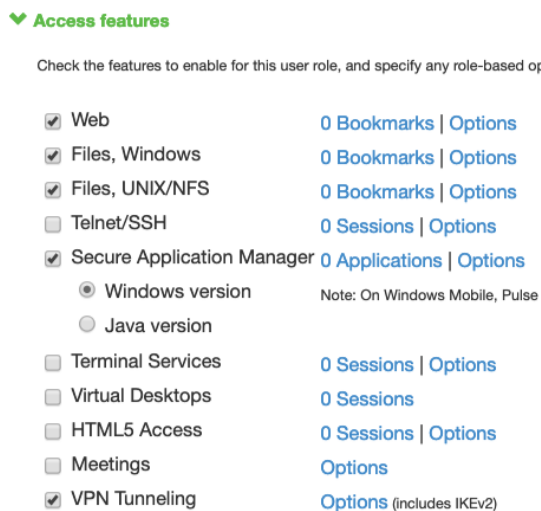 Access features
Check the features to enable for this user role, and specify any role-based
Web 0 Bookmarks | Options
Files, Windows 0 Bookmarks | Options
Files, UNIX/NFS 0 Bookmarks | Options
Telnet/SSH 0 Sessions | Options
Secure Application Manager 0 Applications | Options
Windows version Note: On Windows Mobile, Pulse
Java version
Terminal Services 0 Sessions | Options
Virtual Desktops 0 Sessions
HTML5 Access 0 Sessions | Options
Meetings Options
VPN Tunneling Options (includes IKEv2)